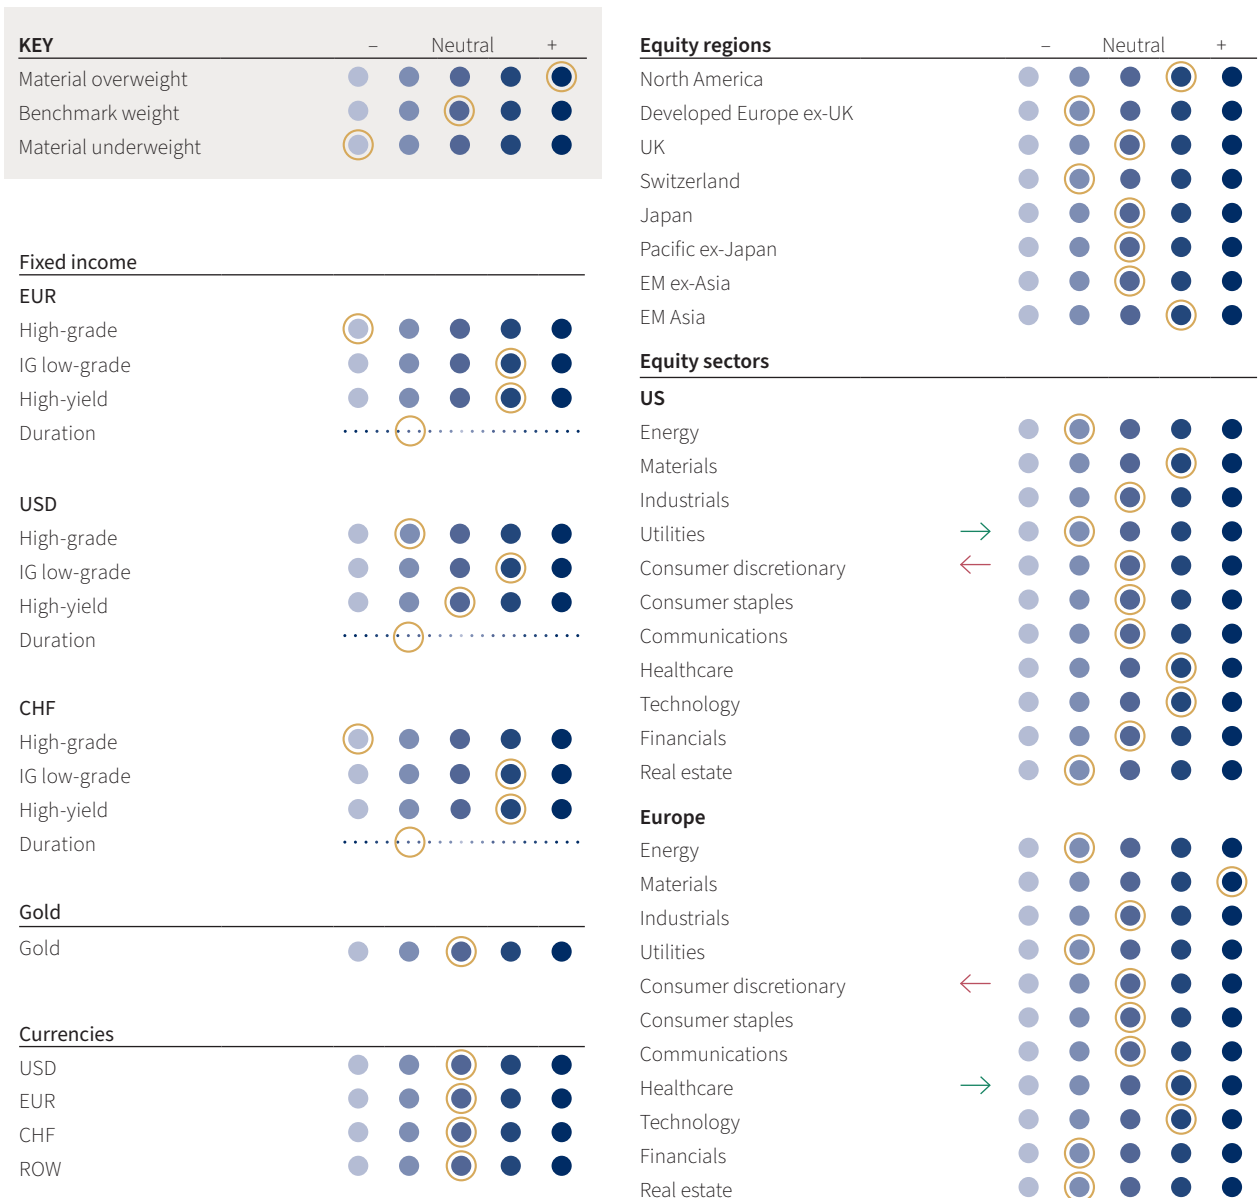 KEY – Neutral +
Material overweight
Benchmark weight
Material underweight
Fixed income
EUR
High-grade
IG low-grade
High-yield
Duration
USD
High-grade
IG low-grade
High-yield
Duration
CHF
High-grade
IG low-grade
High-yield
Duration
Gold
Gold
Currencies
USD
EUR
CHF
ROW
Equity regions – Neutral +
North America
Developed Europe ex-UK
UK
Switzerland
Japan
Pacific ex-Japan
EM ex-Asia
EM Asia
Equity sectors
US
Energy
Materials
Industrials
Utilities
Consumer discretionary
Consumer staples
Communications
Healthcare
Technology
Financials
Real estate
Europe
Energy
Materials
Industrials
Utilities
Consumer discretionary
Consumer staples
Communications
Healthcare
Technology
Financials
Real estate